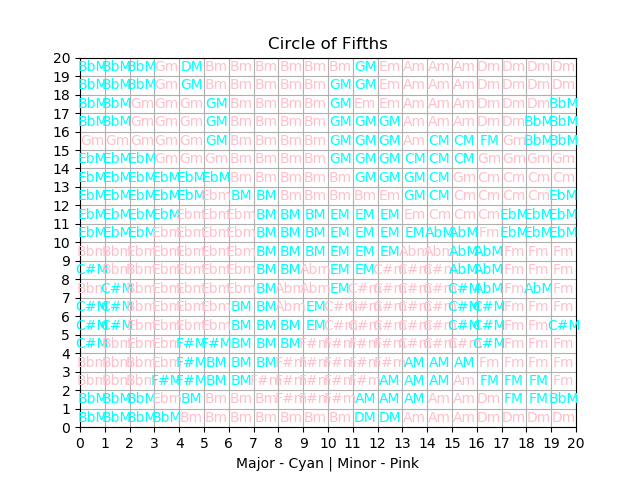 Circle of Fifths
20
BbM BbM BbM Gm DM Bm Bm Bm Bm Bm Bm GM Em Am Am Am Dm Dm Dm Dm
19
BbM BbM BbM Gm GM Bm Bm Bm Bm Bm GM GM Em Am Am Am Dm Dm Dm Dm
18
BbM BbM Gm Gm Gm GM Bm Bm Bm Bm GM Em Em Am Am Am Dm Dm Dm BbM
17
BbM BbM Gm Gm Gm GM Bm Bm Bm Bm GM GM GM Am Am Am Dm Dm BbM BbM
16
Gm Gm Gm Gm Gm GM Bm Bm Bm Bm GM GM GM Am CM CM FM Gm BbM BbM
15
EbM EbM EbM Gm Gm Gm Bm Bm Bm Bm GM GM GM CM CM CM Gm Gm Gm Gm
14
EbM EbM EbM EbM EbM EbM Bm Bm Bm Bm Bm GM GM GM CM Gm Cm Cm Cm Cm
13
EbM EbM EbM EbM EbM Ebm BM BM Bm Bm Bm Bm Em GM CM Cm Cm Cm Cm EbM
12
EbM EbM EbM EbM Ebm Ebm Ebm BM BM BM EM EM EM Em Cm Cm Cm EbM EbM EbM
11
EbM EbM EbM Ebm Ebm Ebm Ebm BM BM BM EM EM EM EM AbM AbM Fm EbM EbM EbM
10
Bbm Bbm Bbm Ebm Ebm Ebm Ebm BM BM BM EM EM EM Abm Abm AbM AbM Fm Fm Fm
9
C#M Bbm Bbm Ebm Ebm Ebm Ebm BM BM Abm EM EM C#m C#m C#m AbM AbM Fm Fm Fm
8
Bbm C#M Bbm Ebm Ebm Ebm Ebm BM Abm Abm EM C#m C#m C#m C#m C#M AbM Fm AbM Fm
7
C#M C#M Bbm Ebm Ebm Ebm BM BM Abm EM C#m C#m C#m C#m C#m C#M C#M Fm Fm Fm
6
C#M C#M Bbm Ebm Ebm Ebm BM BM BM EM C#m C#m C#m C#m C#m C#M C#M Fm Fm C#M
5
C#M Bbm Bbm Ebm F#M F#M BM BM BM F#m F#m F#m C#m C#m C#m C#m C#M Fm Fm Fm
4
Bbm Bbm Bbm Ebm F#M BM BM BM F#m F#m F#m F#m F#m AM AM AM Fm Fm Fm Fm
3
Bbm Bbm Bbm F#M F#M BM BM F#m F#m F#m F#m F#m AM AM AM Am FM FM FM Fm
2
BbM BbM BbM Ebm BM Bm Bm Bm F#m F#m F#m AM AM AM Am Am Dm FM FM BbM
1
BbM BbM BbM BbM Bm Bm Bm Bm Bm Bm Bm DM DM Am Am Am Dm Dm Dm Dm
0
0 1 2 3 4 5 6 7 8 9 10 11 12 13 14 15 16 17 18 19 20
Major - Cyan | Minor - Pink